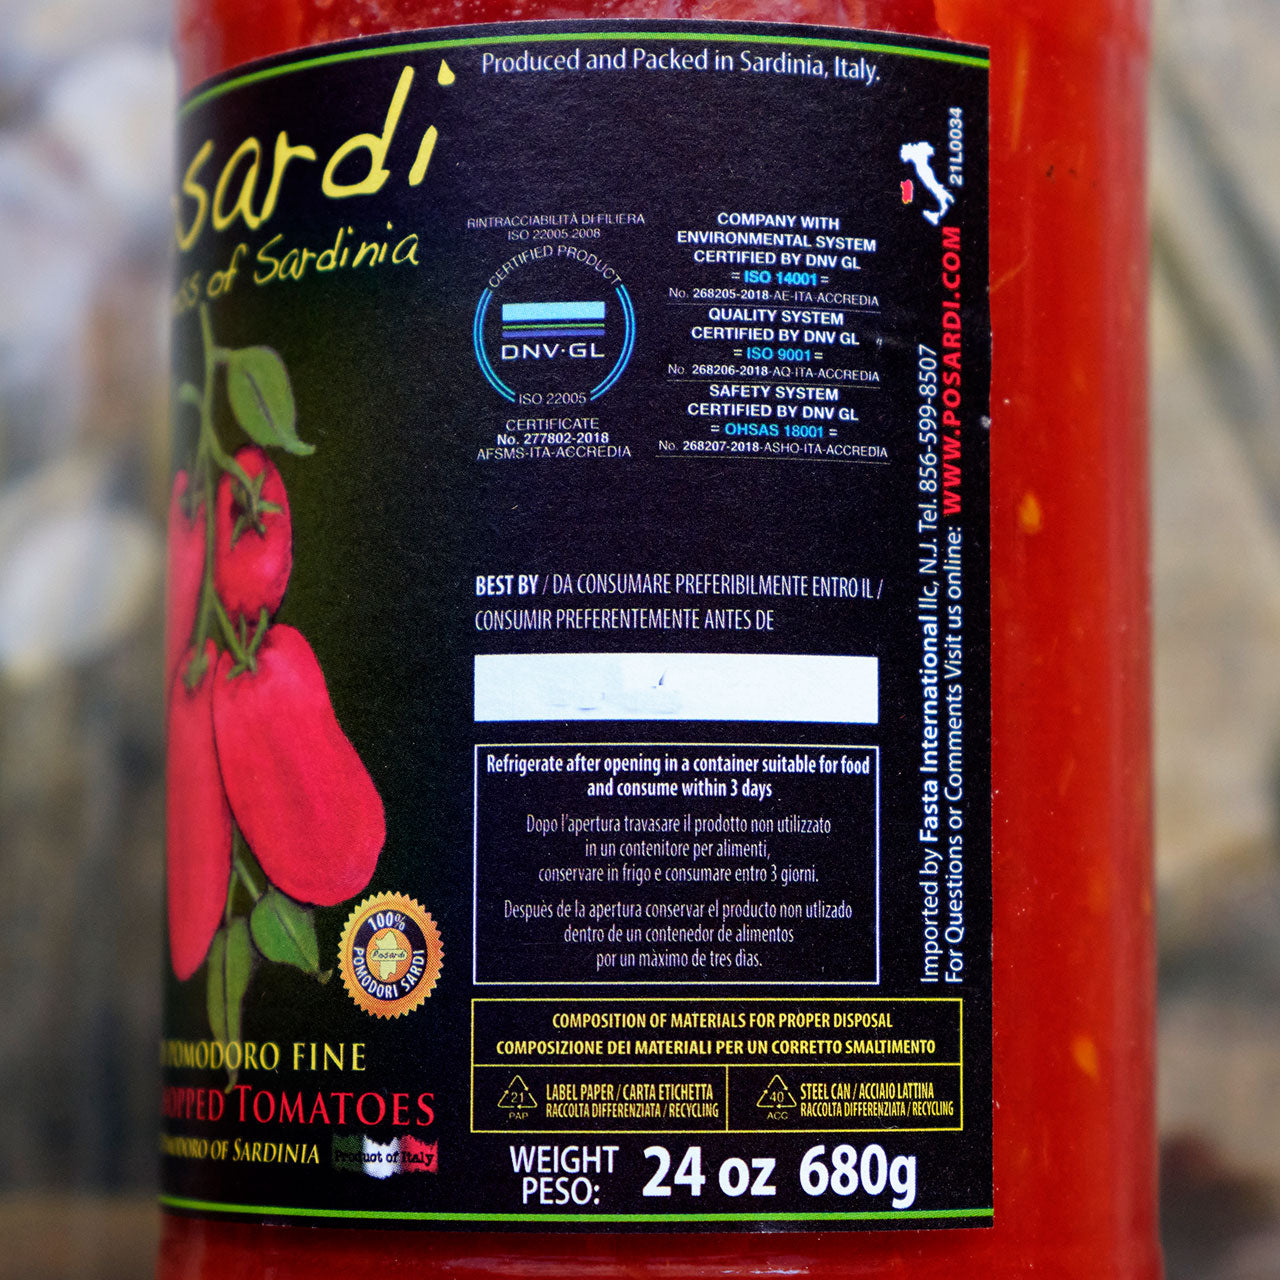 sardi
of Sardinia
100%
Posardi
POMODORI SARDI
POMODORO FINE
TOMATOES
OF SARDINIA
Product of Italy
Produced and Packed in Sardinia, Italy.
RINTRACCIABILITÀ DI FILIERA
ISO 22005:2008
CERTIFIED PRODUCT
DNV·GL
ISO 22005
CERTIFICATE
No. 277802-2018
AFSMS-ITA-ACCREDIA
COMPANY WITH
ENVIRONMENTAL SYSTEM
CERTIFIED BY DNV GL
= ISO 14001 =
No. 268205-2018-AE-ITA-ACCREDIA
QUALITY SYSTEM
CERTIFIED BY DNV GL
= ISO 9001 =
No. 268206-2018-AQ-ITA-ACCREDIA
SAFETY SYSTEM
CERTIFIED BY DNV GL
= OHSAS 18001 =
No. 268207-2018-ASHO-ITA-ACCREDIA
BEST BY / DA CONSUMARE PREFERIBILMENTE ENTRO IL /
CONSUMIR PREFERENTEMENTE ANTES DE
Refrigerate after opening in a container suitable for food
and consume within 3 days
Dopo l'apertura travasare il prodotto non utilizzato
in un contenitore per alimenti,
conservare in frigo e consumare entro 3 giorni.
Despuès de la apertura conservar el producto non utlizado
dentro de un contenedor de alimentos
por un màximo de tres dìas.
COMPOSITION OF MATERIALS FOR PROPER DISPOSAL
COMPOSIZIONE DEI MATERIALI PER UN CORRETTO SMALTIMENTO
21
PAP
LABEL PAPER / CARTA ETICHETTA
RACCOLTA DIFFERENZIATA / RECYCLING
40
ACC
STEEL CAN / ACCIAIO LATTINA
RACCOLTA DIFFERENZIATA / RECYCLING
WEIGHT
PESO:
24 oz 680g
Imported by Fasta International llc, N.J. Tel. 856-599-8507
For Questions or Comments Visit us online: WWW.POSARDI.COM
21L0034